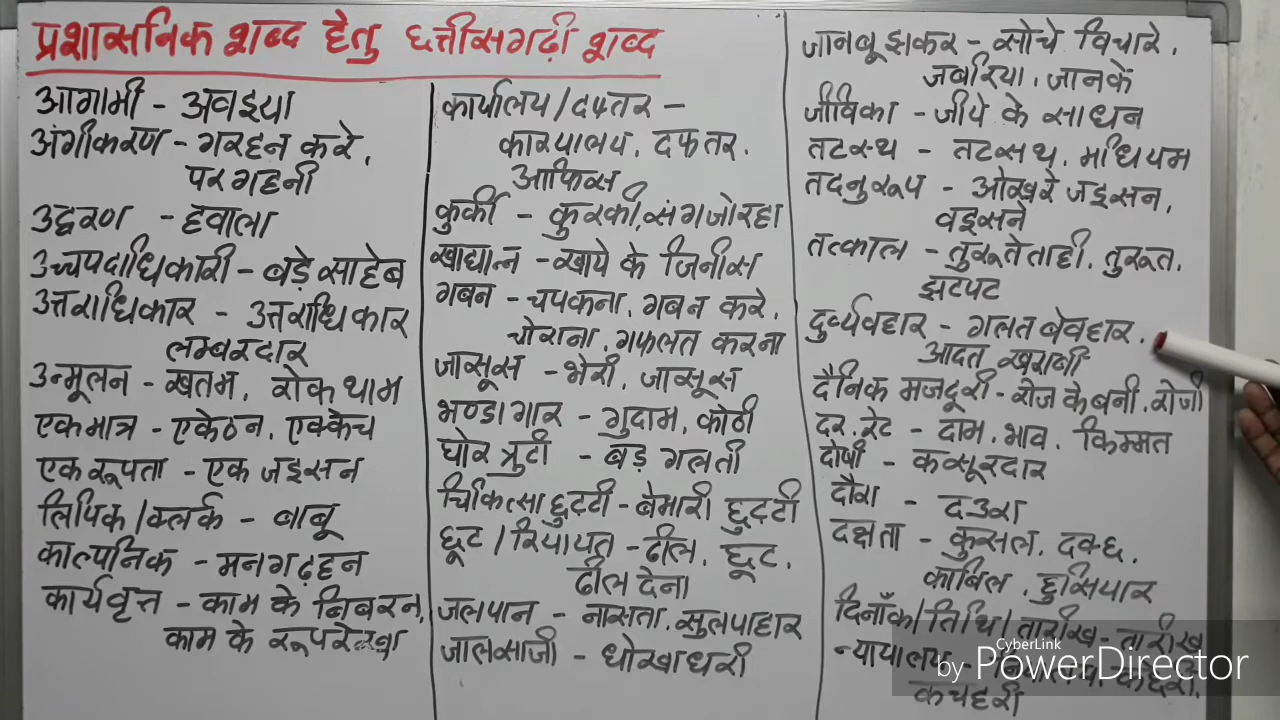 प्रशासनिक शब्द हेतु छत्तीसगढ़ी शब्द
आगामी - अवइया
अंगीकरण - गरहन करे,
परगहनी
उद्धरण - हवाला
उच्चपदाधिकारी - बड़े साहेब
उत्तराधिकार - उत्तराधिकार
लम्बरदार
उन्मूलन - खतम, रोकथाम
एकमात्र - एकेठन, एक्केच
एकरूपता - एक जइसन
लिपिक/क्लर्क - बाबू
काल्पनिक - मनगढ़हन
कार्यवृत्त - काम के निबरन,
काम के रूपरेखा
कार्यालय/दफ्तर -
कारयालय, दफतर,
आफिस
कुर्की - कुरकी, संगजोरहा
खाद्यान्न - खाये के जिनीस
गबन - चपकना, गबन करे,
चोराना, गफलत करना
जासूस - भेरी, जासूस
भण्डागार - गुदाम, कोठी
घोर त्रुटी - बड़ गलती
चिकित्सा छुट्टी - बेमारी छुट्टी
छूट/रियायत - ढील, छूट,
ढील देना
जलपान - नासता, सुलपाहार
जालसाजी - धोखाधरी
जानबूझकर - सोचे विचारे,
जबरिया, जानके
जीविका - जीये के साधन
तटस्थ - तटसथ, मधियम
तदनुरूप - ओखरे जइसन,
वइसने
तत्काल - तुरूतेताही, तुरूत,
झटपट
दुर्व्यवहार - गलत बेवहार,
आदत खराबी
दैनिक मजदूरी - रोज के बनी, रोजी
दर, रेट - दाम, भाव, किम्मत
दोषी - कसूरदार
दौरा - दउरा
दक्षता - कुसल, दक्छ,
काबिल, हुसियार
दिनाँक/तिथि/तारीख - तारीख
न्यायालय -
कचहरी
CyberLink
by PowerDirector